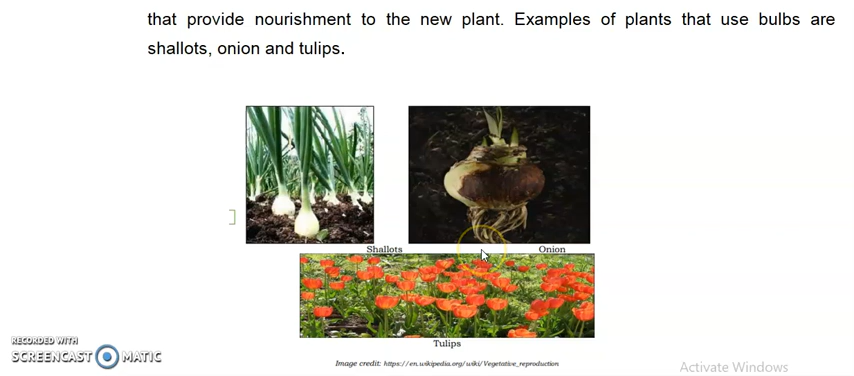 that provide nourishment to the new plant. Examples of plants that use bulbs are
shallots, onion and tulips.
Shallots
Onion
Tulips
Image credit: https://en.wikipedia.org/wiki/Vegetative_reproduction
RECORDED WITH
SCREENCAST MATIC
Activate Windows